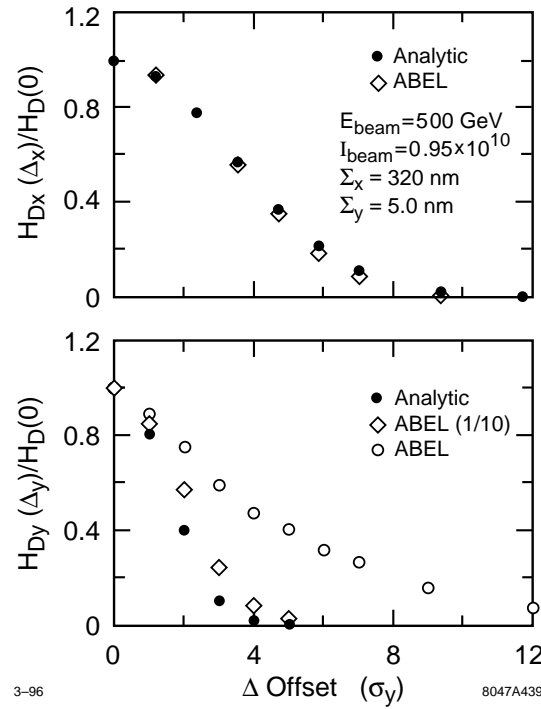 1.2
0.8
0.4
0
H_Dx (Δ_x)/H_D(0)
● Analytic
◇ ABEL
E_beam=500 GeV
I_beam=0.95×10^10
Σ_x = 320 nm
Σ_y = 5.0 nm
1.2
0.8
0.4
0
H_Dy (Δ_y)/H_D(0)
● Analytic
◇ ABEL (1/10)
○ ABEL
0 4 8 12
Δ Offset (σ_y)
3–96
8047A439